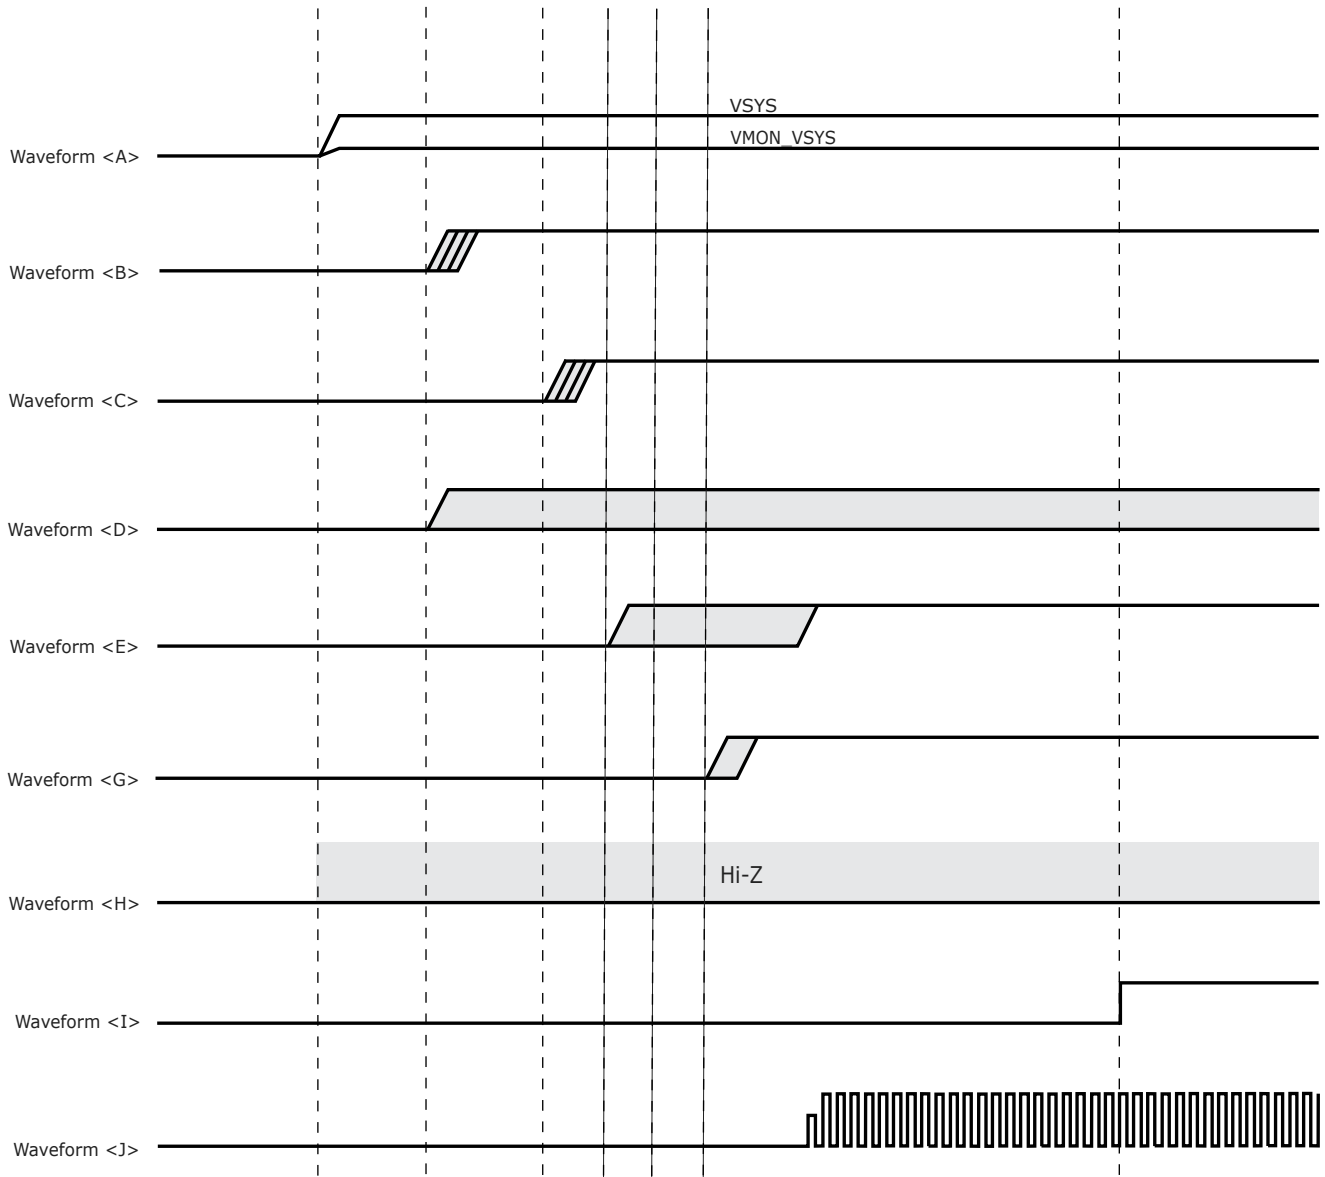 VSYS
VMON_VSYS
Waveform <A>
Waveform <B>
Waveform <C>
Waveform <D>
Waveform <E>
Waveform <G>
Hi-Z
Waveform <H>
Waveform <I>
Waveform <J>